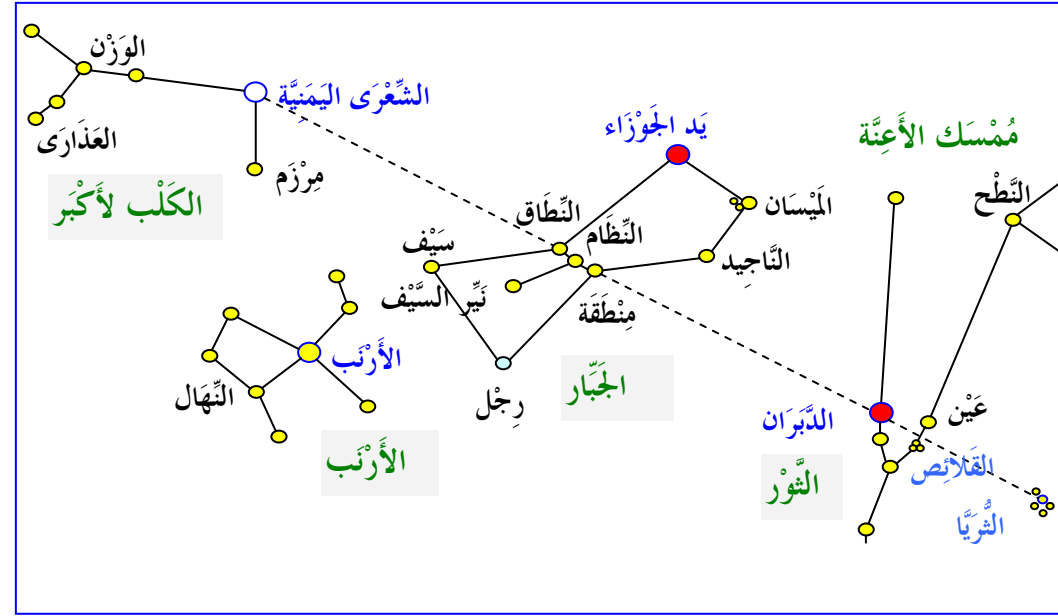 الوَزْن
الشِّعْرَى اليَمَنِيَّة
يَد الجَوْزَاء
مُمْسَك الأَعِنَّة
العَذَارَى
مِرْزَم
النَّطْح
الكَلْب لأَكْبَر
المَيْسَان
النِّطَاق
النِّظَام
سَيْف
النَّاجِيد
نَيِّر السَّيْف
مِنْطَقَة
الأَرْنَب
الجَبَّار
النِّهَال
رِجْل
عَيْن
الدَّبَرَان
الأَرْنَب
القَلائِص
الثَّوْر
الثُّرَيَّا